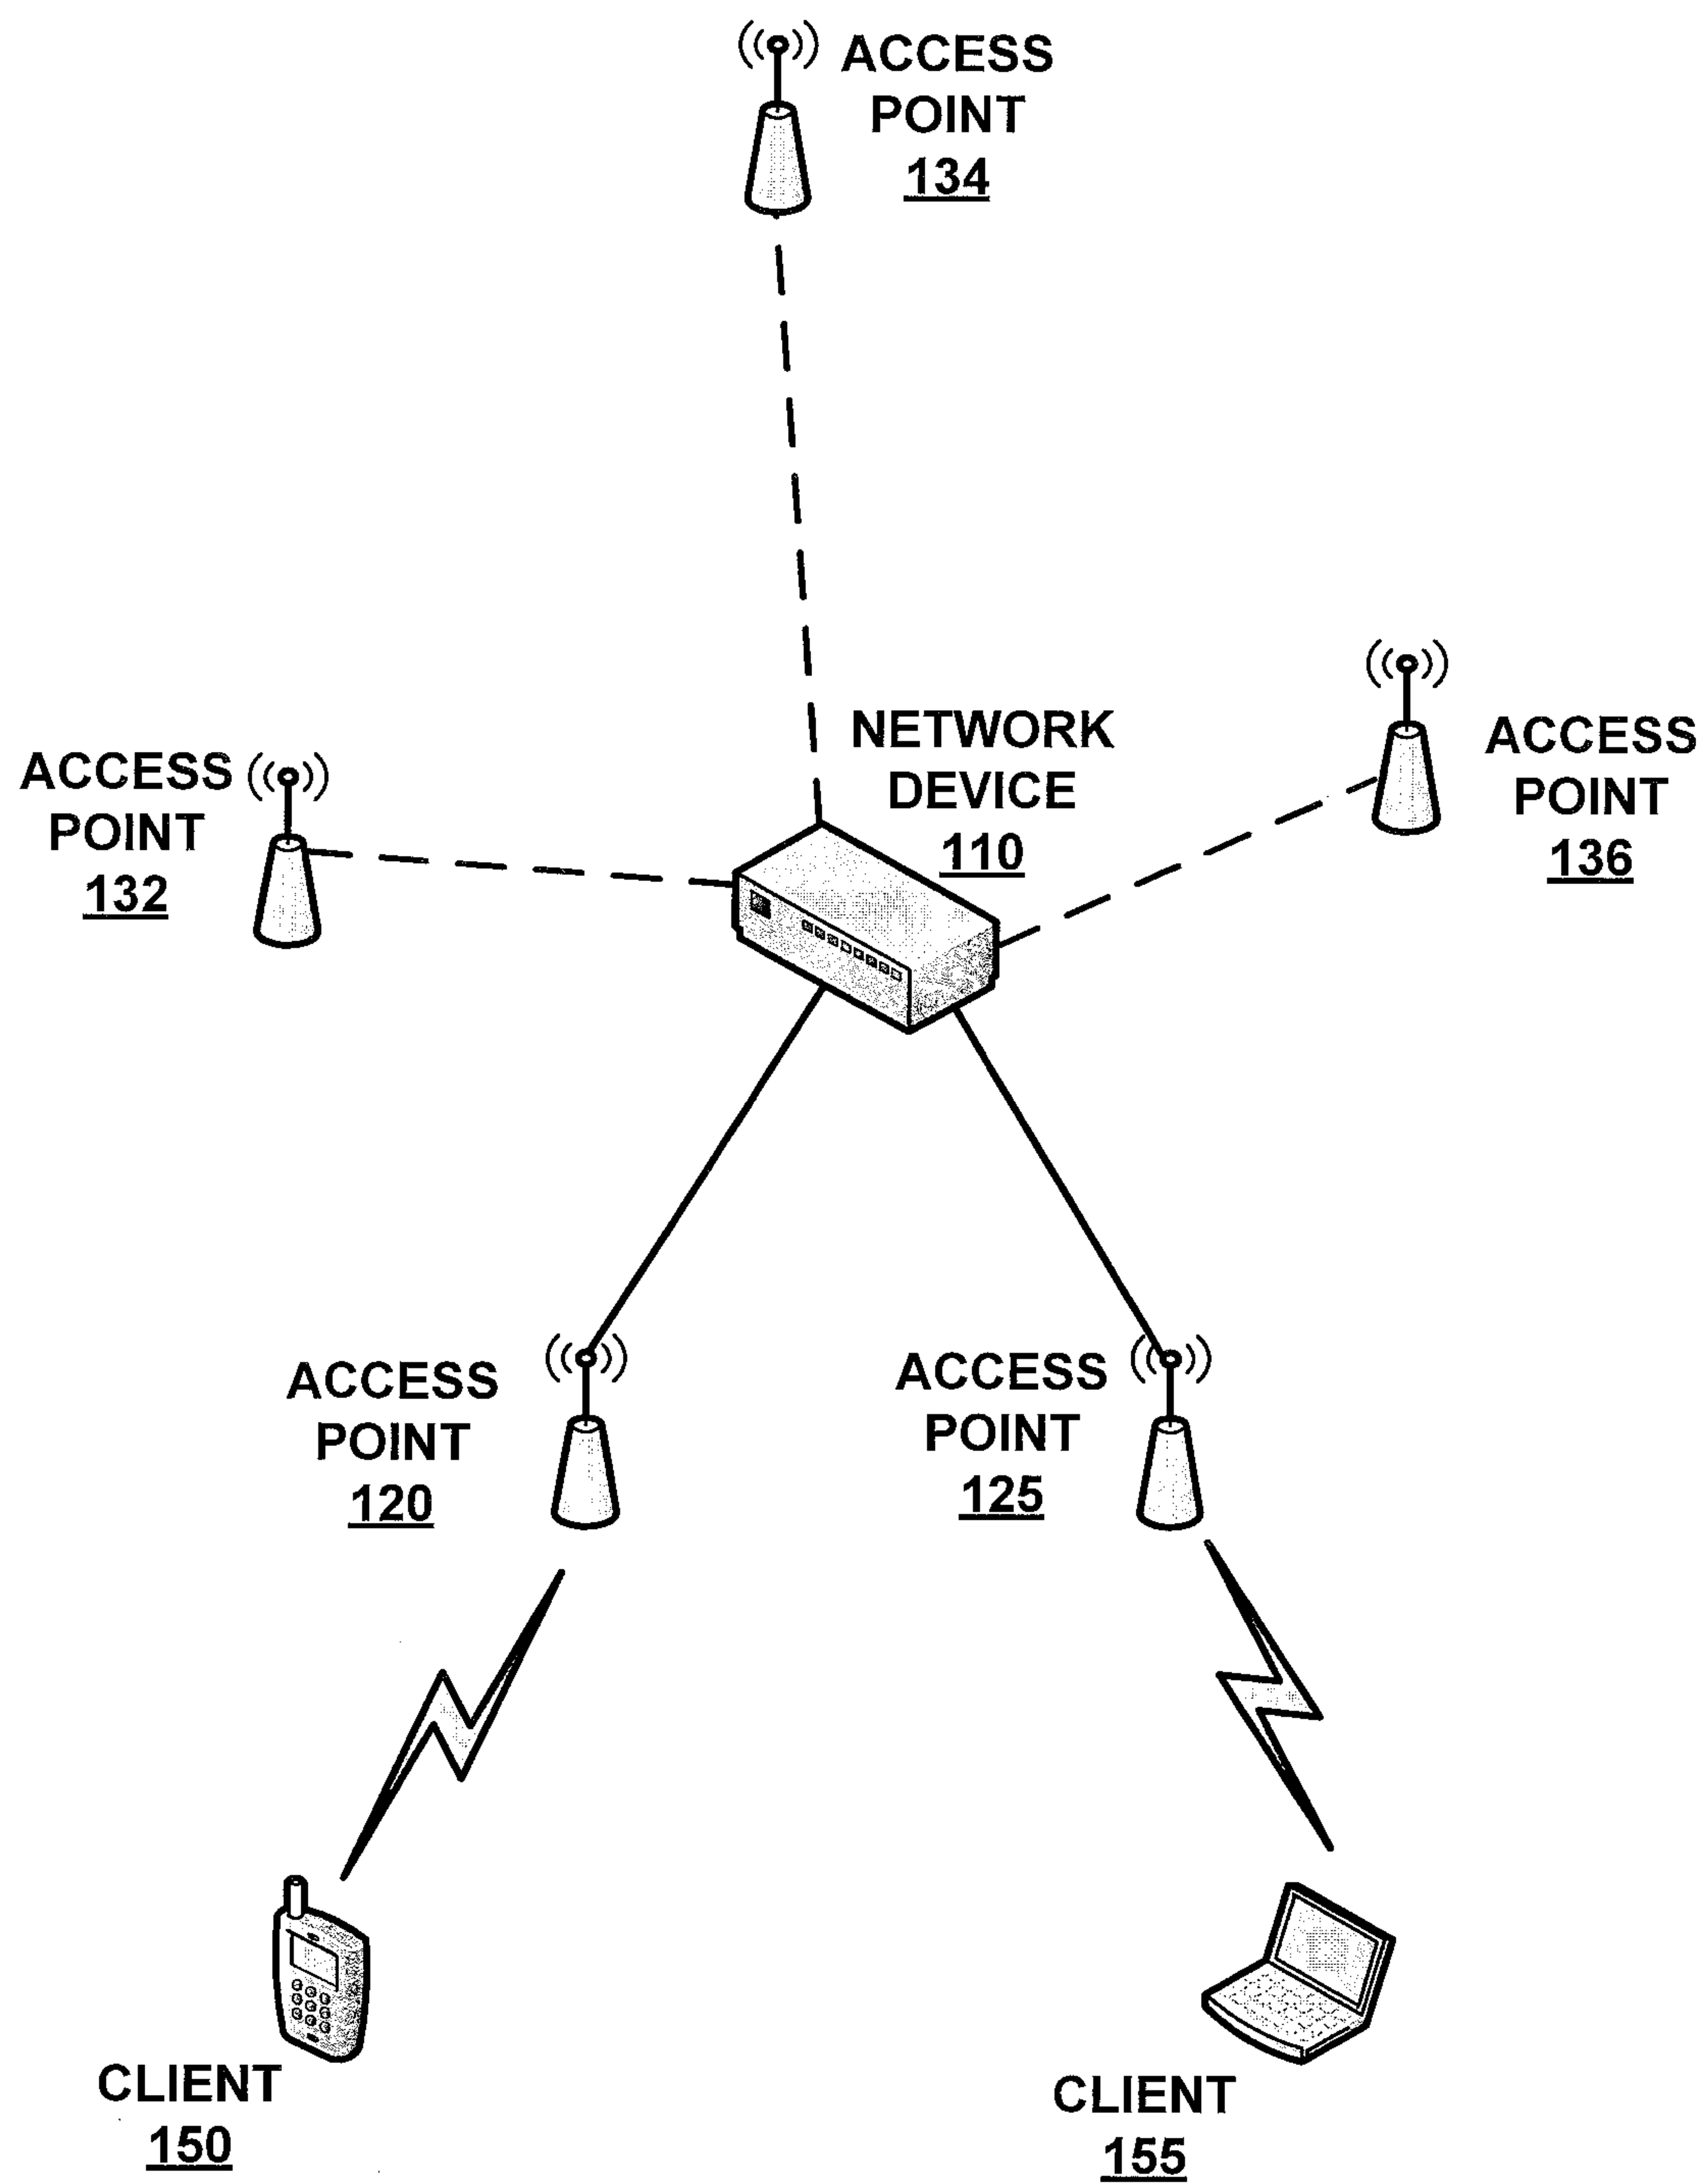 ACCESS
POINT
134
NETWORK
DEVICE
110
ACCESS
POINT
136
ACCESS
POINT
132
ACCESS
POINT
120
ACCESS
POINT
125
CLIENT
150
CLIENT
155